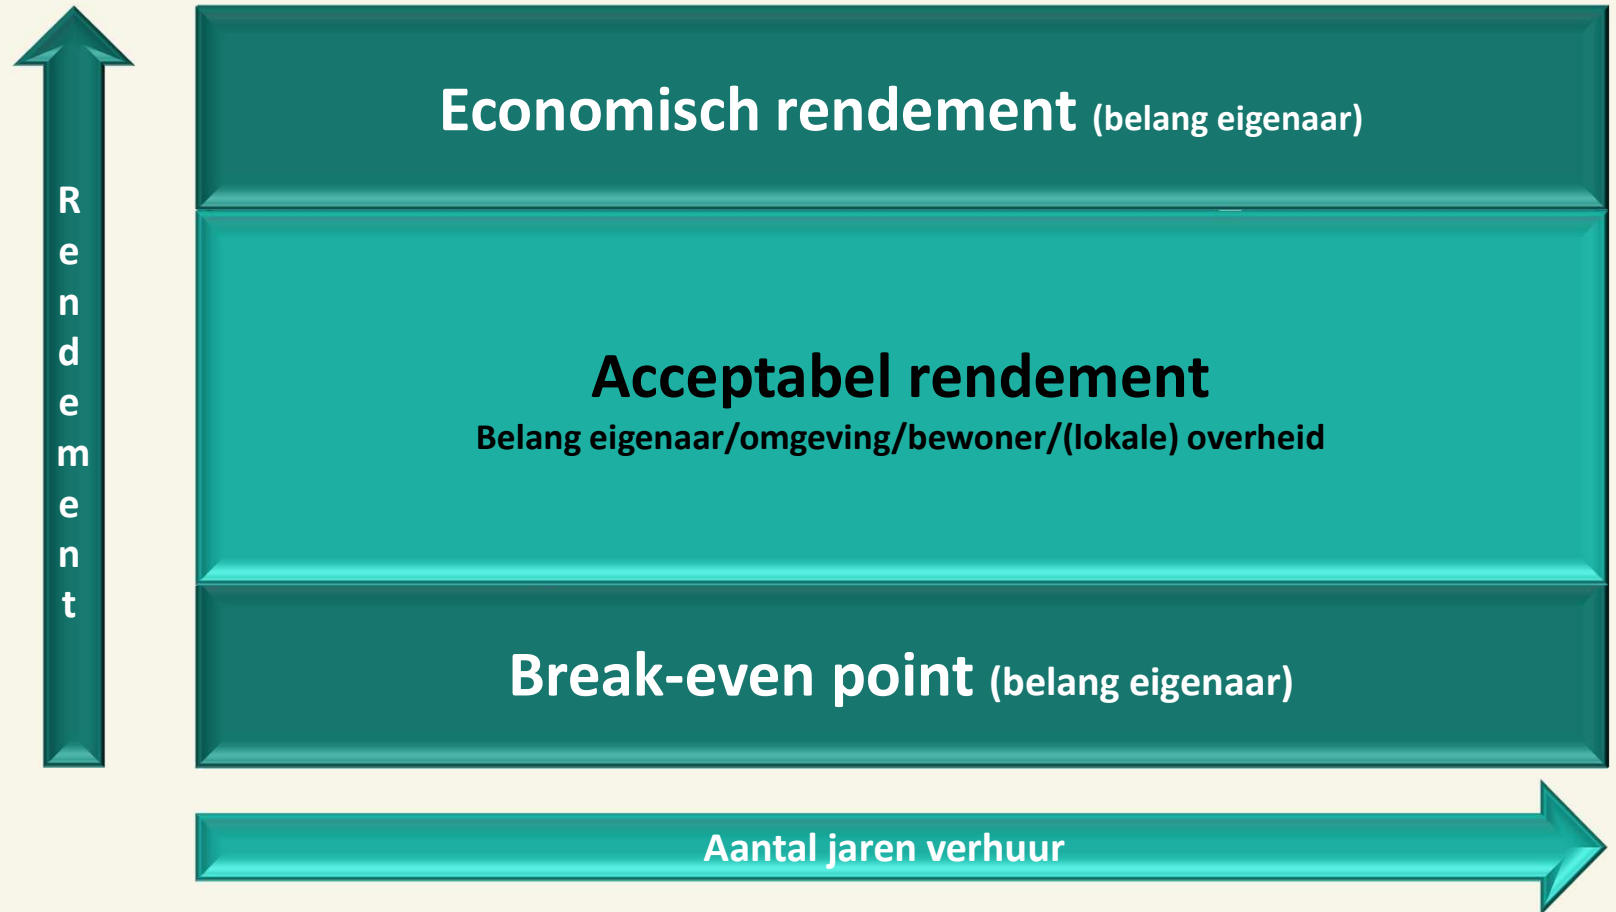 Rendement
Economisch rendement (belang eigenaar)
Acceptabel rendement
Belang eigenaar/omgeving/bewoner/(lokale) overheid
Break-even point (belang eigenaar)
Aantal jaren verhuur